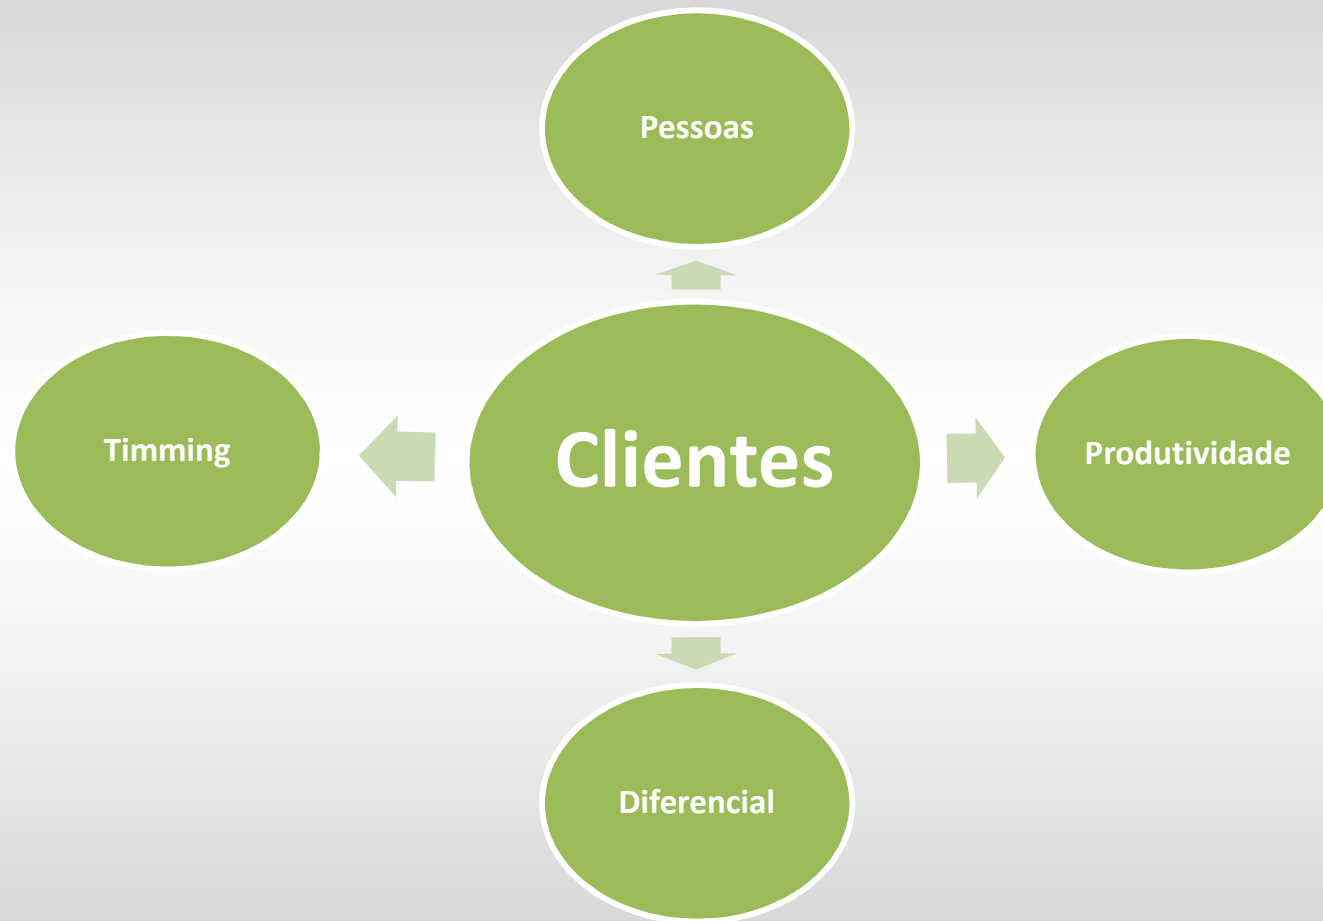 Pessoas
Timming
Clientes
Produtividade
Diferencial